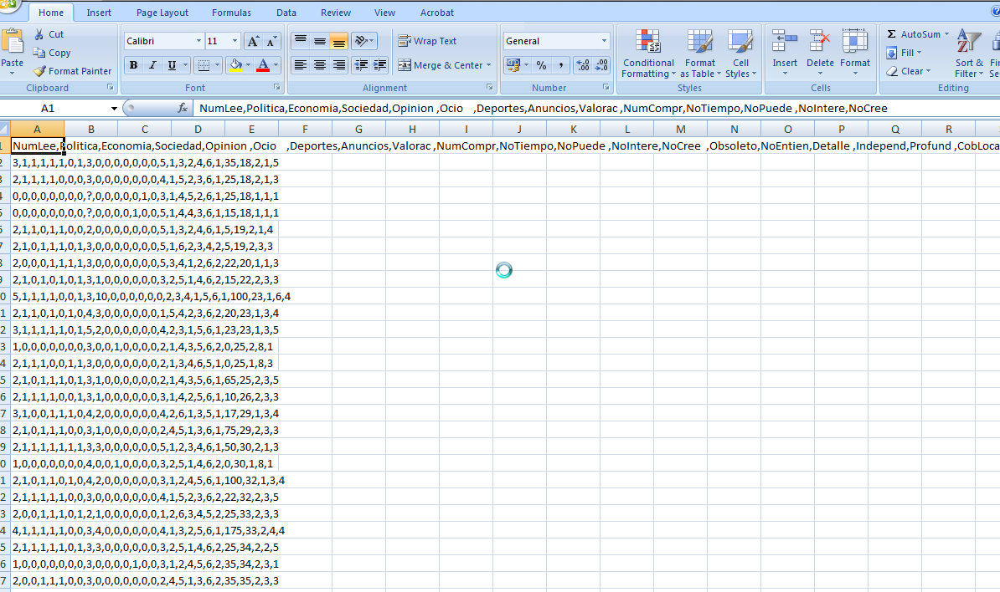 Home Insert Page Layout Formulas Data Review View Acrobat
Cut
Copy
Format Painter
Paste
Clipboard
Calibri 11
B I U
Font
Wrap Text
Merge & Center
Alignment
General
%
Number
Conditional Formatting
Format as Table
Cell Styles
Styles
Insert Delete Format
Cells
Σ AutoSum
Fill
Clear
Sort & Filter
Editing
A1 fx NumLee,Politica,Economia,Sociedad,Opinion ,Ocio ,Deportes,Anuncios,Valorac ,NumCompr,NoTiempo,NoPuede ,NoIntere,NoCree
A B C D E F G H I J K L M N O P Q R
NumLee,Politica,Economia,Sociedad,Opinion ,Ocio ,Deportes,Anuncios,Valorac ,NumCompr,NoTiempo,NoPuede ,NoIntere,NoCree ,Obsoleto,NoEntien,Detalle ,Independ,Profund ,CobLoca
3,1,1,1,1,1,0,1,3,0,0,0,0,0,0,0,5,1,3,2,4,6,1,35,18,2,1,5
2,1,1,1,1,0,0,0,3,0,0,0,0,0,0,0,4,1,5,2,3,6,1,25,18,2,1,3
0,0,0,0,0,0,0,0,?,0,0,0,0,0,1,0,3,1,4,5,2,6,1,25,18,1,1,1
0,0,0,0,0,0,0,0,?,0,0,0,0,1,0,0,5,1,4,4,3,6,1,15,18,1,1,1
2,1,1,0,1,1,0,0,2,0,0,0,0,0,0,0,5,1,3,2,4,6,1,5,19,2,1,4
2,1,0,1,1,1,0,1,3,0,0,0,0,0,0,0,5,1,6,2,3,4,2,5,19,2,3,3
2,0,0,0,1,1,1,1,3,0,0,0,0,0,0,0,5,3,4,1,2,6,2,22,20,1,1,3
2,1,0,1,0,1,0,1,3,1,0,0,0,0,0,0,3,2,5,1,4,6,2,15,22,2,3,3
5,1,1,1,1,0,0,1,3,10,0,0,0,0,0,0,2,3,4,1,5,6,1,100,23,1,6,4
2,1,1,0,1,0,1,0,4,3,0,0,0,0,0,0,1,5,4,2,3,6,2,20,23,1,3,4
3,1,1,1,1,1,0,1,5,2,0,0,0,0,0,0,4,2,3,1,5,6,1,23,23,1,3,5
1,0,0,0,0,0,0,0,3,0,0,1,0,0,0,0,2,1,4,3,5,6,2,0,25,2,8,1
2,1,1,1,0,0,1,1,3,0,0,0,0,0,0,0,2,1,3,4,6,5,1,0,25,1,8,3
2,1,0,1,1,1,0,1,3,1,0,0,0,0,0,0,2,1,4,3,5,6,1,65,25,2,3,5
2,1,1,1,1,0,0,1,3,1,0,0,0,0,0,0,3,1,4,2,5,6,1,10,26,2,3,3
3,1,0,0,1,1,1,0,4,2,0,0,0,0,0,0,4,2,6,1,3,5,1,17,29,1,3,4
2,1,0,1,1,1,0,0,3,1,0,0,0,0,0,0,2,4,5,1,3,6,1,75,29,2,3,3
2,1,1,1,1,1,1,1,3,3,0,0,0,0,0,0,5,1,2,3,4,6,1,50,30,2,1,3
1,0,0,0,0,0,0,0,4,0,0,1,0,0,0,0,3,2,5,1,4,6,2,0,30,1,8,1
2,1,0,1,1,0,1,0,4,2,0,0,0,0,0,0,3,1,2,4,5,6,1,100,32,1,3,4
2,1,1,1,1,1,0,0,3,0,0,0,0,0,0,0,4,1,5,2,3,6,2,22,32,2,3,5
2,0,0,1,1,1,0,1,2,1,0,0,0,0,0,0,1,2,6,3,4,5,2,25,33,2,3,3
4,1,1,1,1,1,0,0,3,4,0,0,0,0,0,0,4,1,3,2,5,6,1,175,33,2,4,4
2,1,1,1,1,1,0,1,3,3,0,0,0,0,0,0,3,2,5,1,4,6,2,25,34,2,2,5
1,0,0,0,0,0,0,0,3,0,0,0,0,1,0,0,3,1,2,4,5,6,2,35,34,2,3,1
2,0,0,1,1,1,0,0,3,0,0,0,0,0,0,0,2,4,5,1,3,6,2,35,35,2,3,3